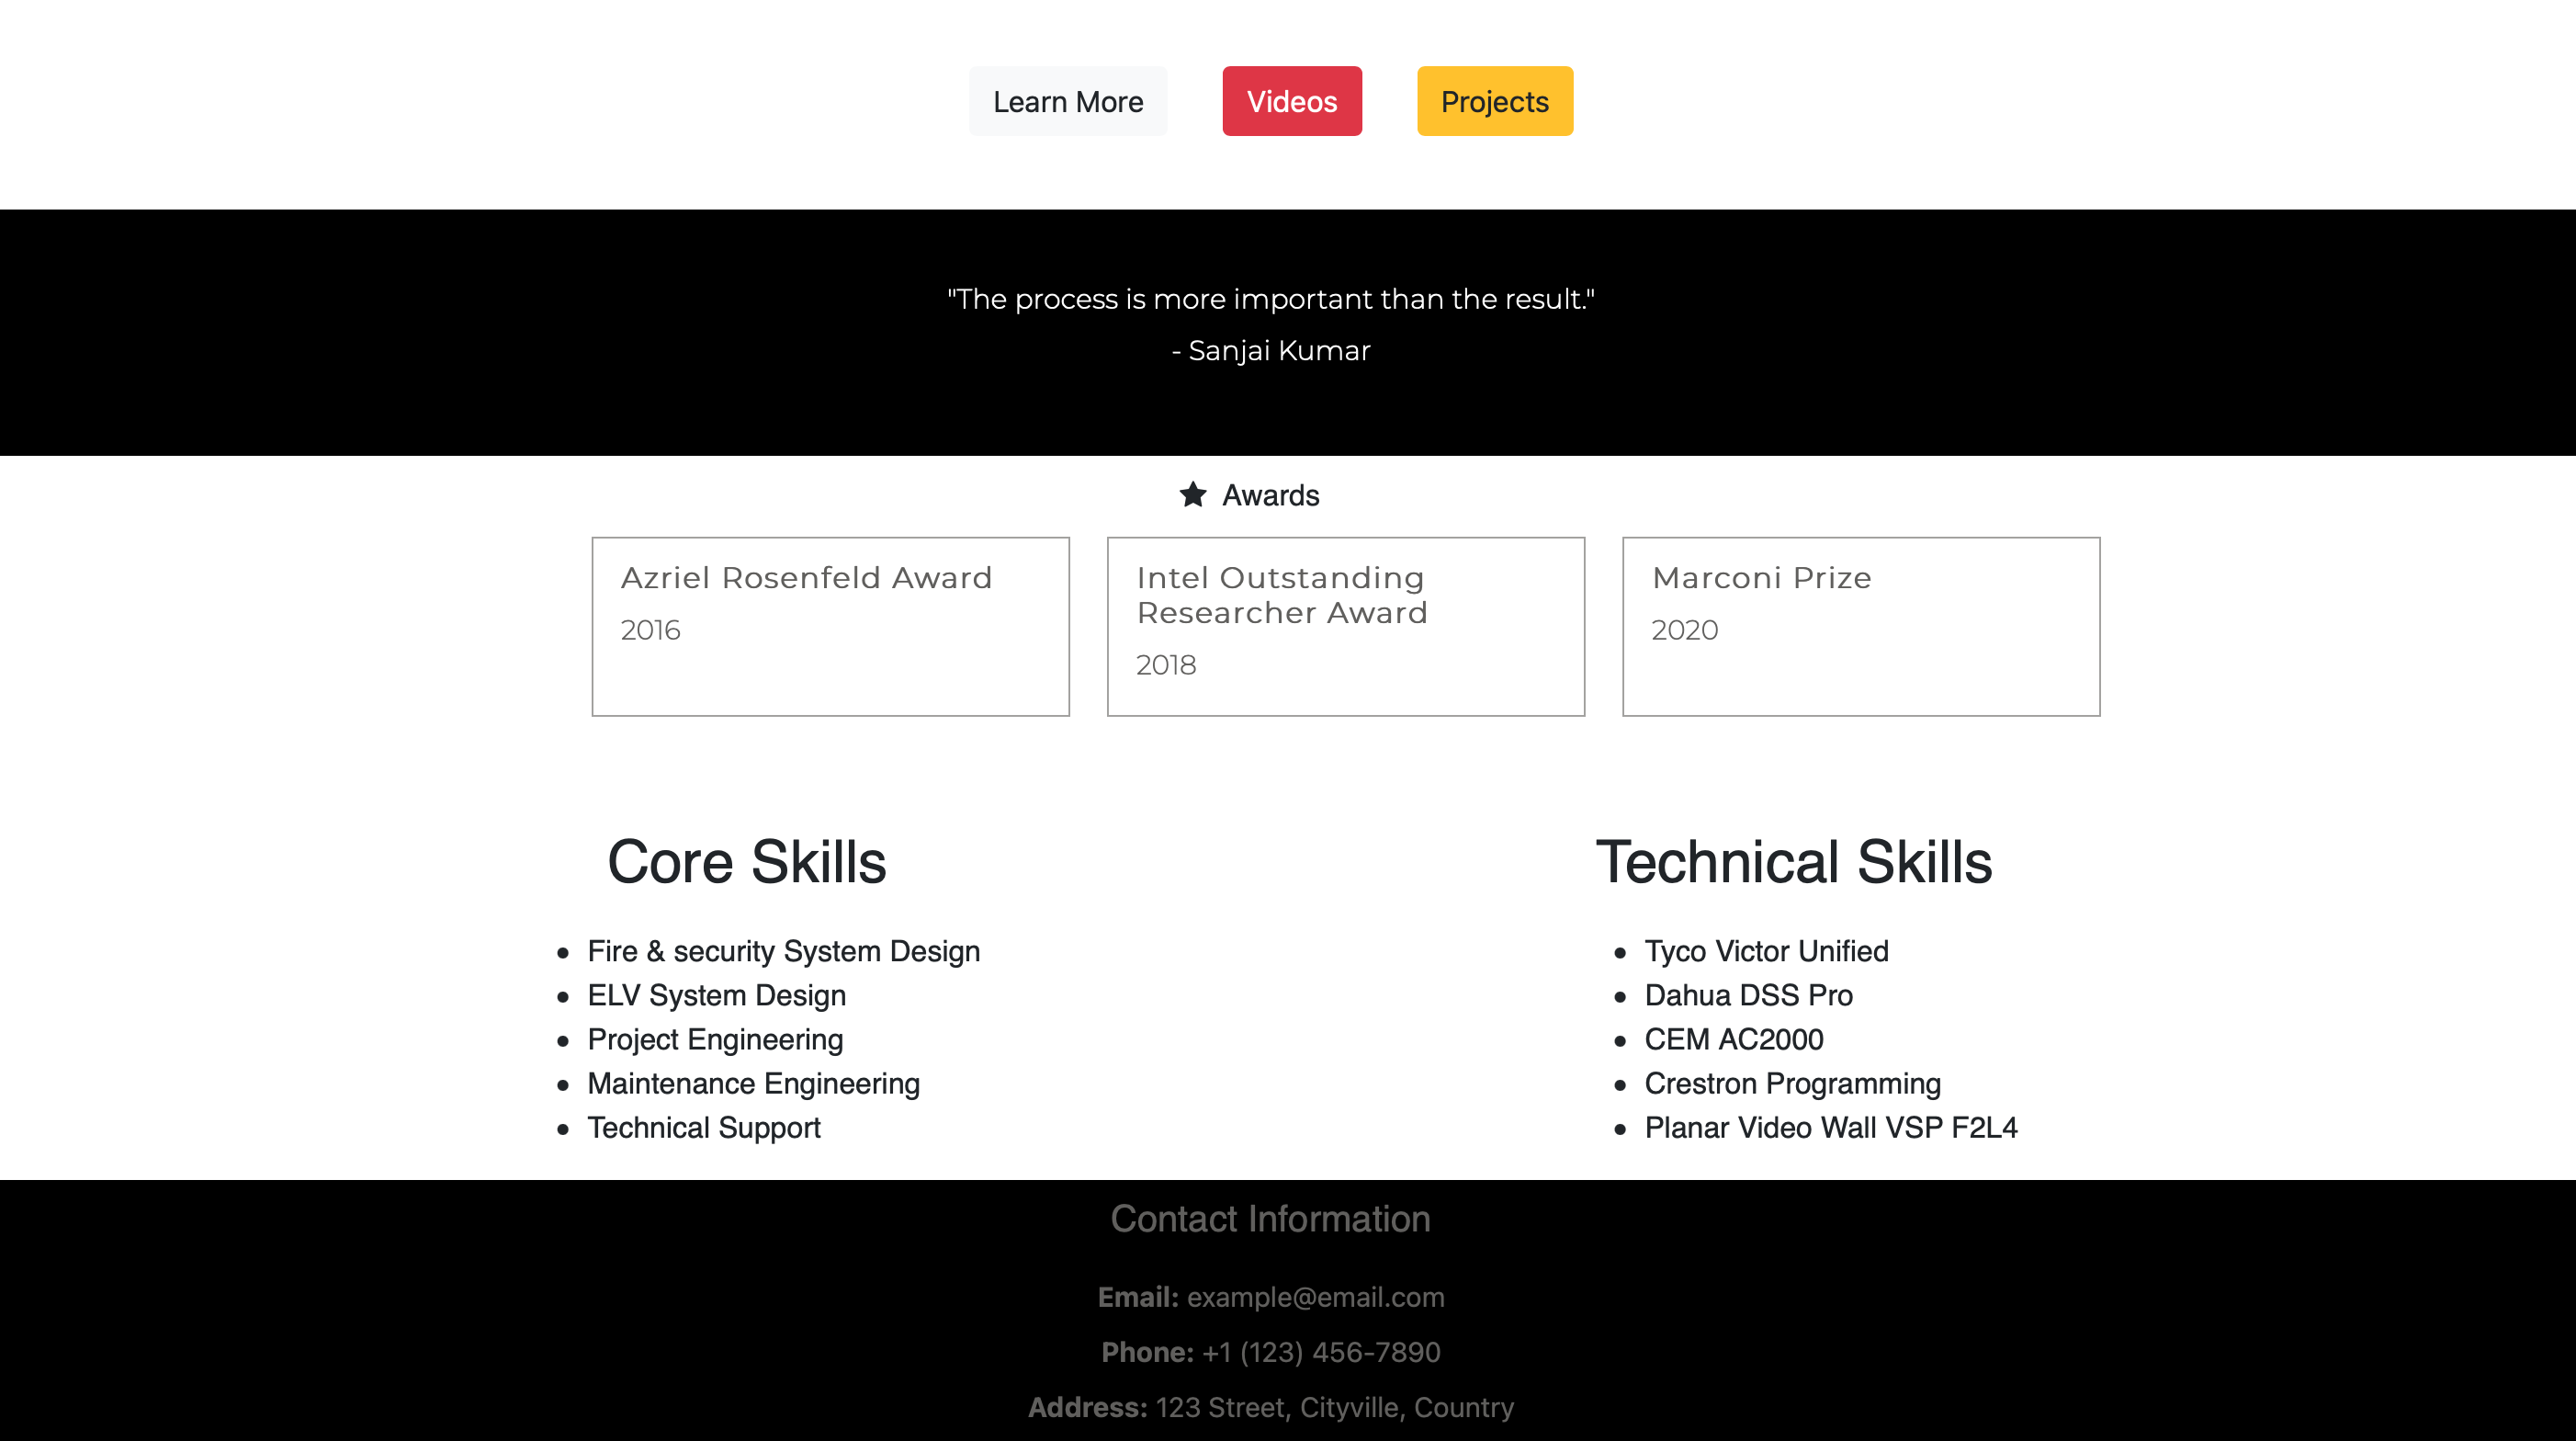 Learn More
Videos
Projects
"The process is more important than the result."
- Sanjai Kumar
Awards
Azriel Rosenfeld Award
2016
Intel Outstanding
Researcher Award
2018
Marconi Prize
2020
Core Skills
Fire & security System Design
ELV System Design
Project Engineering
Maintenance Engineering
Technical Support
Technical Skills
Tyco Victor Unified
Dahua DSS Pro
CEM AC2000
Crestron Programming
Planar Video Wall VSP F2L4
Contact Information
Email: example@email.com
Phone: +1 (123) 456-7890
Address: 123 Street, Cityville, Country